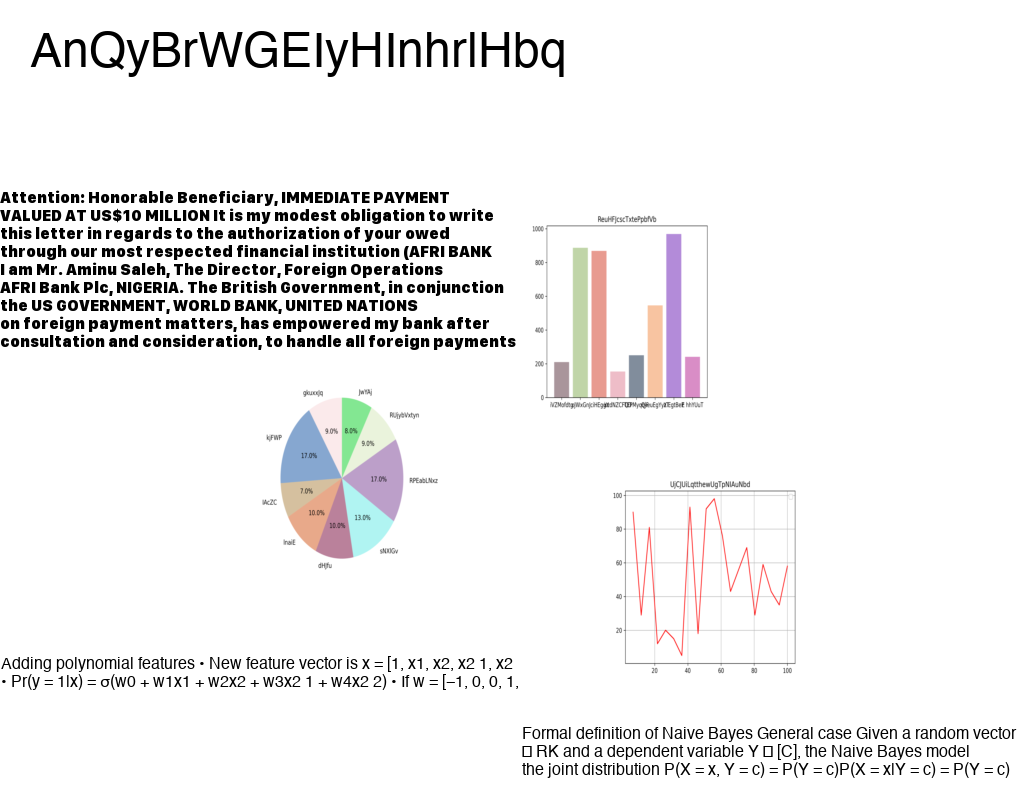 AnQyBrWGEIyHInhrlHbq
Attention: Honorable Beneficiary, IMMEDIATE PAYMENT
VALUED AT US$10 MILLION It is my modest obligation to write
this letter in regards to the authorization of your owed
through our most respected financial institution (AFRI BANK
I am Mr. Aminu Saleh, The Director, Foreign Operations
AFRI Bank Plc, NIGERIA. The British Government, in conjunction
the US GOVERNMENT, WORLD BANK, UNITED NATIONS
on foreign payment matters, has empowered my bank after
consultation and consideration, to handle all foreign payments
ReuHFJcscTxtePpbfVb
1000
800
600
400
200
0
gkuxxJq
JwYAj
RUjybVxtyn
kjFWP
RPEabLNxz
lAcZC
lnaiE
dHJfu
sNXIGv
9.0%
8.0%
9.0%
17.0%
17.0%
7.0%
10.0%
10.0%
13.0%
UjCJUiLqtthewUgTpNIAuNbd
100
80
60
40
20
20 40 60 80 100
Adding polynomial features • New feature vector is x = [1, x1, x2, x2 1, x2
• Pr(y = 1|x) = σ(w0 + w1x1 + w2x2 + w3x2 1 + w4x2 2) • If w = [−1, 0, 0, 1,
Formal definition of Naive Bayes General case Given a random vector
RK and a dependent variable Y [C], the Naive Bayes model
the joint distribution P(X = x, Y = c) = P(Y = c)P(X = x|Y = c) = P(Y = c)